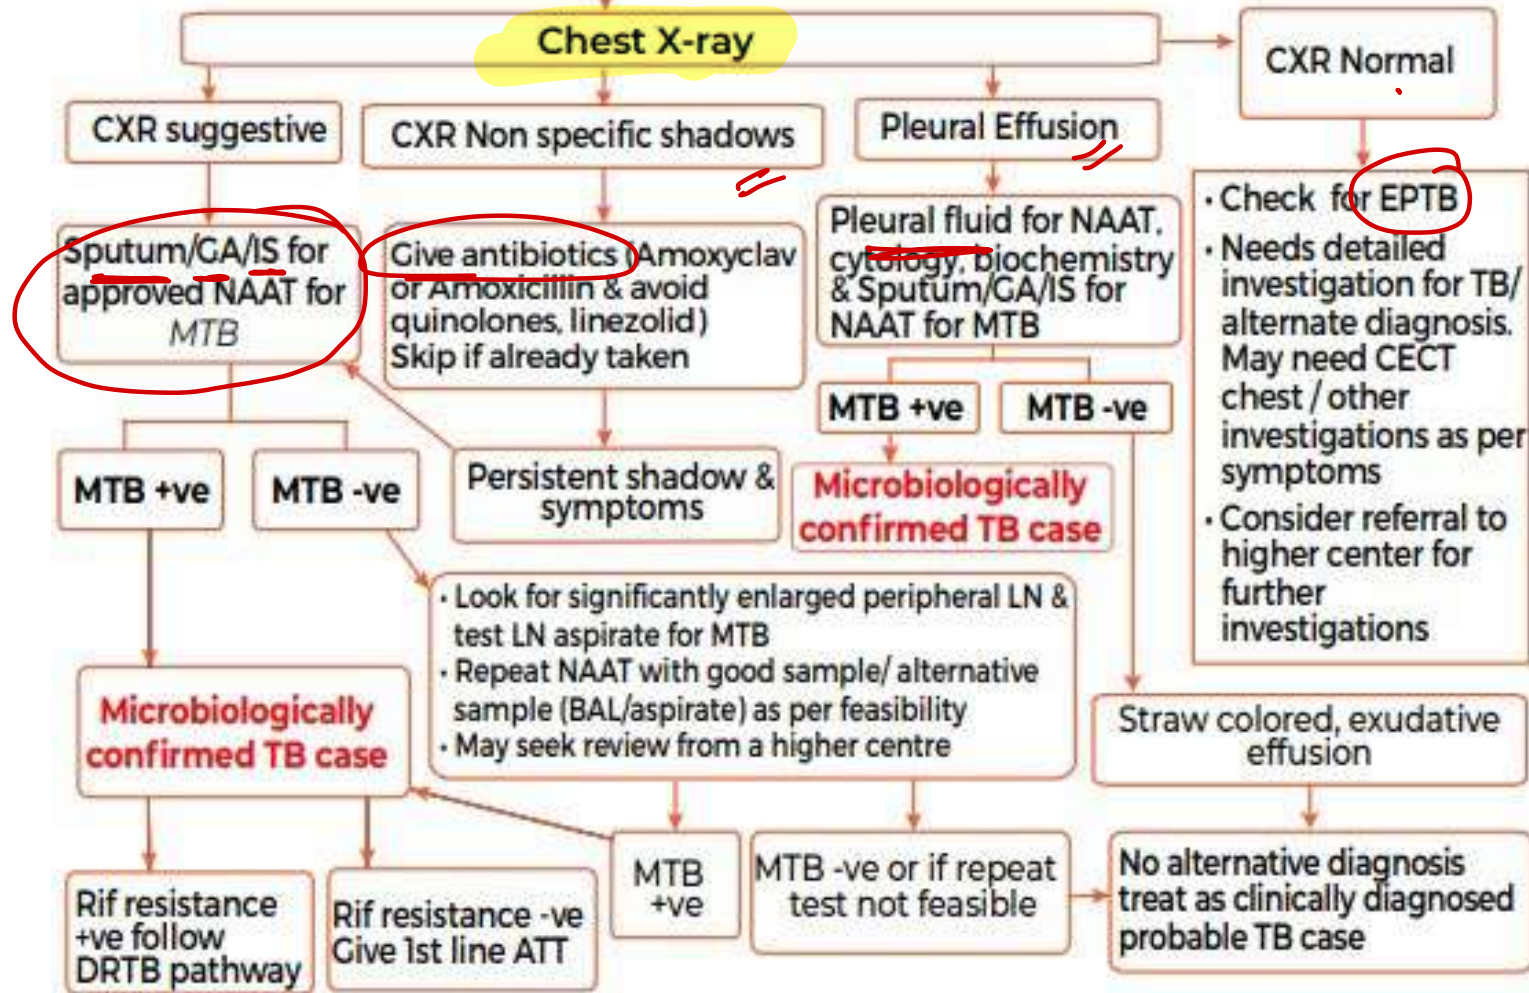 Chest X-ray
CXR Normal
CXR suggestive
CXR Non specific shadows
Pleural Effusion
Sputum/GA/IS for
approved NAAT for
MTB
Give antibiotics (Amoxyclav
or Amoxicillin & avoid
quinolones, linezolid)
Skip if already taken
Pleural fluid for NAAT,
cytology, biochemistry
& Sputum/GA/IS for
NAAT for MTB
• Check for EPTB
• Needs detailed
investigation for TB/
alternate diagnosis.
May need CECT
chest / other
investigations as per
symptoms
• Consider referral to
higher center for
further
investigations
MTB +ve
MTB -ve
MTB +ve
MTB -ve
Persistent shadow &
symptoms
Microbiologically
confirmed TB case
• Look for significantly enlarged peripheral LN &
test LN aspirate for MTB
• Repeat NAAT with good sample/ alternative
sample (BAL/aspirate) as per feasibility
• May seek review from a higher centre
Microbiologically
confirmed TB case
Straw colored, exudative
effusion
Rif resistance
+ve follow
DRTB pathway
Rif resistance -ve
Give 1st line ATT
MTB
+ve
MTB -ve or if repeat
test not feasible
No alternative diagnosis
treat as clinically diagnosed
probable TB case